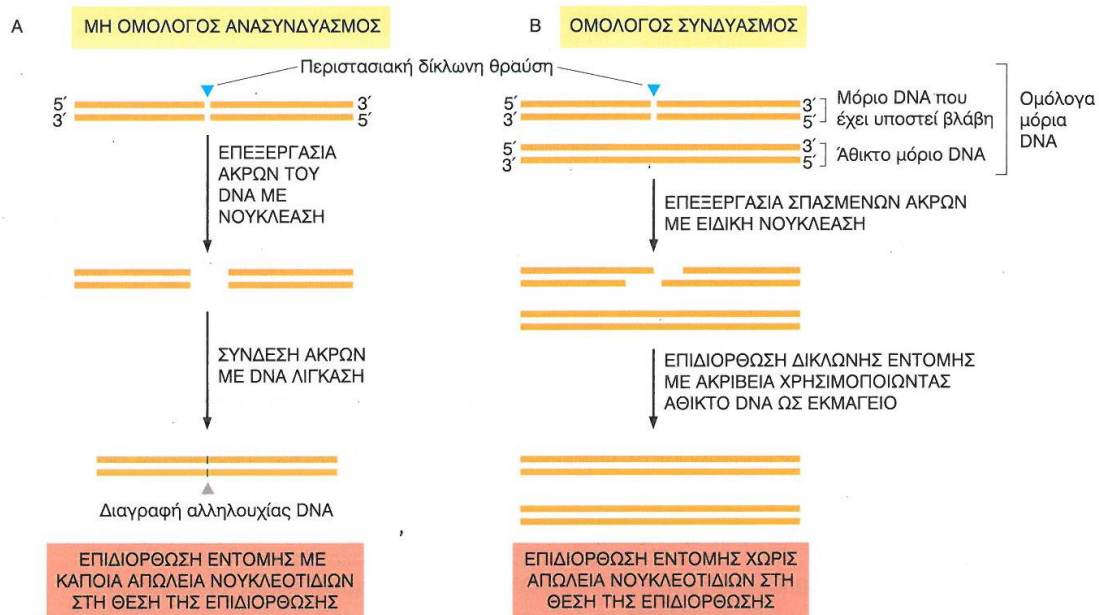 A
ΜΗ ΟΜΟΛΟΓΟΣ ΑΝΑΣΥΝΔΥΑΣΜΟΣ
B
ΟΜΟΛΟΓΟΣ ΣΥΝΔΥΑΣΜΟΣ
Περιστασιακή δίκλωνη θραύση
5′ 3′
3′ 5′
ΕΠΕΞΕΡΓΑΣΙΑ
ΑΚΡΩΝ ΤΟΥ
DNA ΜΕ
ΝΟΥΚΛΕΑΣΗ
ΣΥΝΔΕΣΗ ΑΚΡΩΝ
ΜΕ DNA ΛΙΓΚΑΣΗ
Διαγραφή αλληλουχίας DNA
ΕΠΙΔΙΟΡΘΩΣΗ ΕΝΤΟΜΗΣ ΜΕ
ΚΑΠΟΙΑ ΑΠΩΛΕΙΑ ΝΟΥΚΛΕΟΤΙΔΙΩΝ
ΣΤΗ ΘΕΣΗ ΤΗΣ ΕΠΙΔΙΟΡΘΩΣΗΣ
5′ 3′
3′ 5′
Μόριο DNA που
έχει υποστεί βλάβη
5′ 3′
3′ 5′
Άθικτο μόριο DNA
Ομόλογα
μόρια
DNA
ΕΠΕΞΕΡΓΑΣΙΑ ΣΠΑΣΜΕΝΩΝ ΑΚΡΩΝ
ΜΕ ΕΙΔΙΚΗ ΝΟΥΚΛΕΑΣΗ
ΕΠΙΔΙΟΡΘΩΣΗ ΔΙΚΛΩΝΗΣ ΕΝΤΟΜΗΣ
ΜΕ ΑΚΡΙΒΕΙΑ ΧΡΗΣΙΜΟΠΟΙΩΝΤΑΣ
ΑΘΙΚΤΟ DNA ΩΣ ΕΚΜΑΓΕΙΟ
ΕΠΙΔΙΟΡΘΩΣΗ ΕΝΤΟΜΗΣ ΧΩΡΙΣ
ΑΠΩΛΕΙΑ ΝΟΥΚΛΕΟΤΙΔΙΩΝ ΣΤΗ
ΘΕΣΗ ΤΗΣ ΕΠΙΔΙΟΡΘΩΣΗΣ